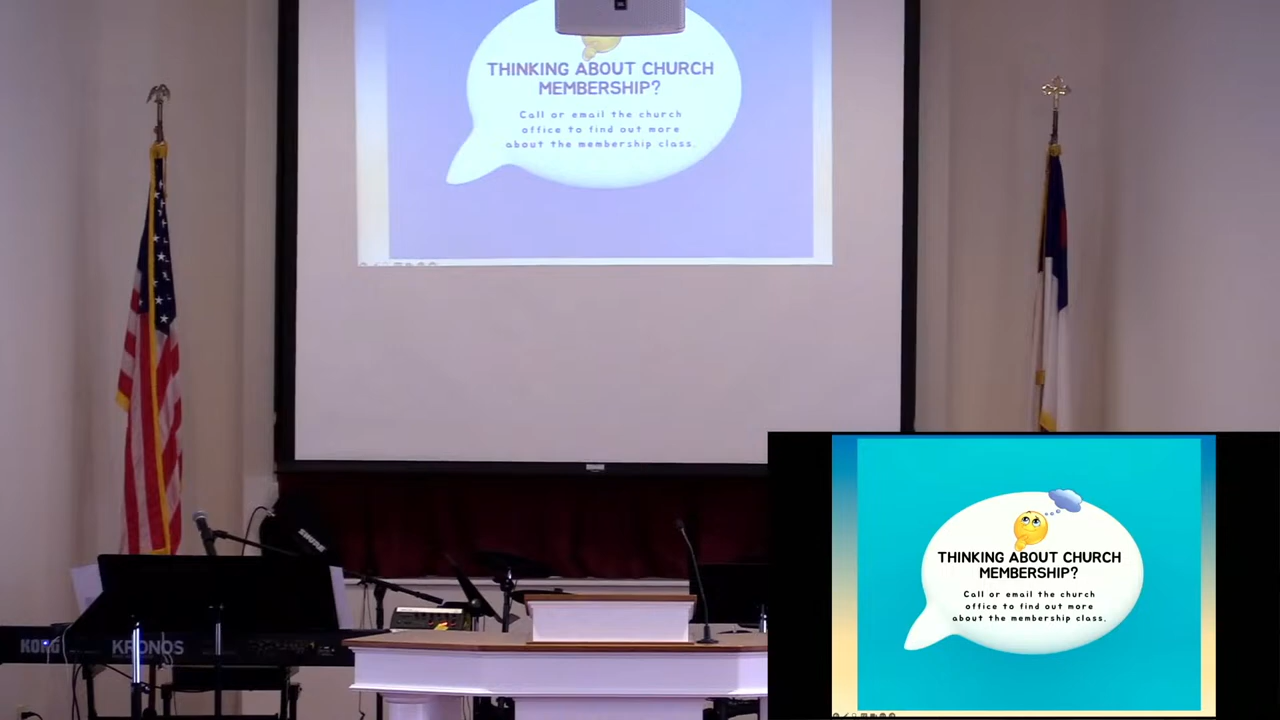 THINKING ABOUT CHURCH
MEMBERSHIP?
Call or email the church
office to find out more
about the membership class.
SHURE
KORG
KRONOS
THINKING ABOUT CHURCH
MEMBERSHIP?
Call or email the church
office to find out more
about the membership class.